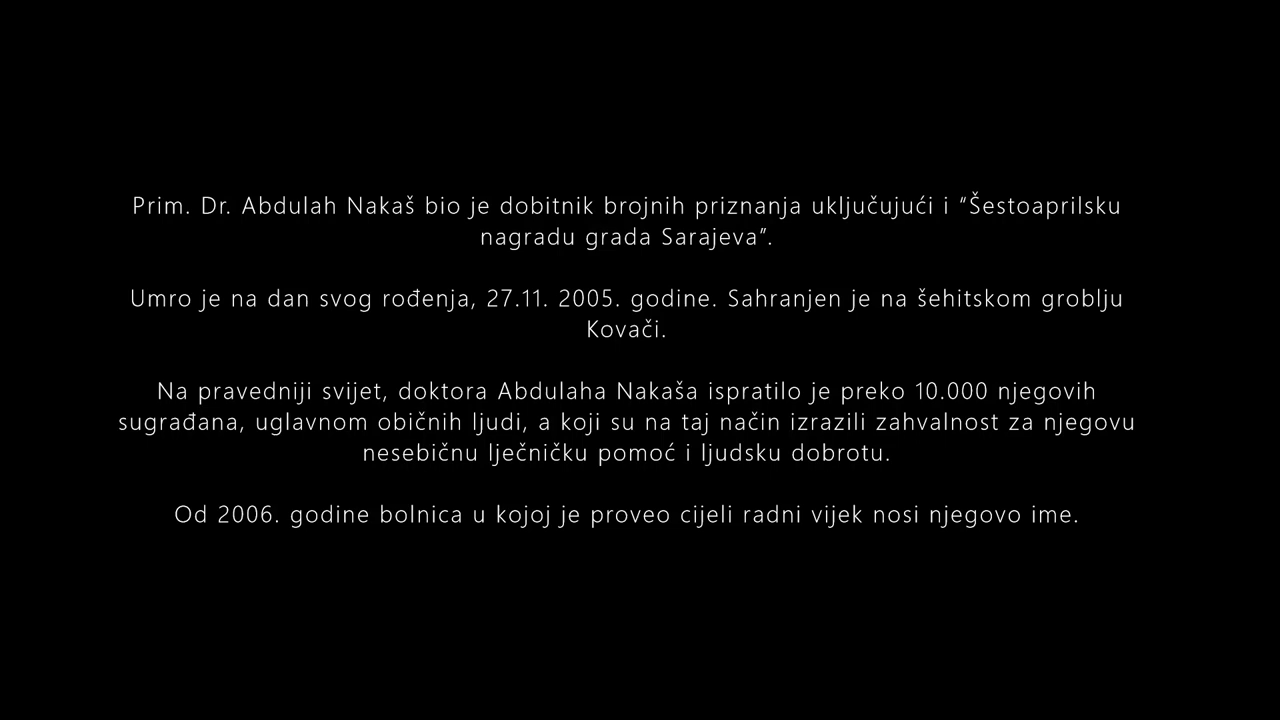 Prim. Dr. Abdulah Nakaš bio je dobitnik brojnih priznanja uključujući i “Šestoaprilsku
nagradu grada Sarajeva”.
Umro je na dan svog rođenja, 27.11. 2005. godine. Sahranjen je na šehitskom groblju
Kovači.
Na pravedniji svijet, doktora Abdulaha Nakaša ispratilo je preko 10.000 njegovih
sugrađana, uglavnom običnih ljudi, a koji su na taj način izrazili zahvalnost za njegovu
nesebičnu lječničku pomoć i ljudsku dobrotu.
Od 2006. godine bolnica u kojoj je proveo cijeli radni vijek nosi njegovo ime.